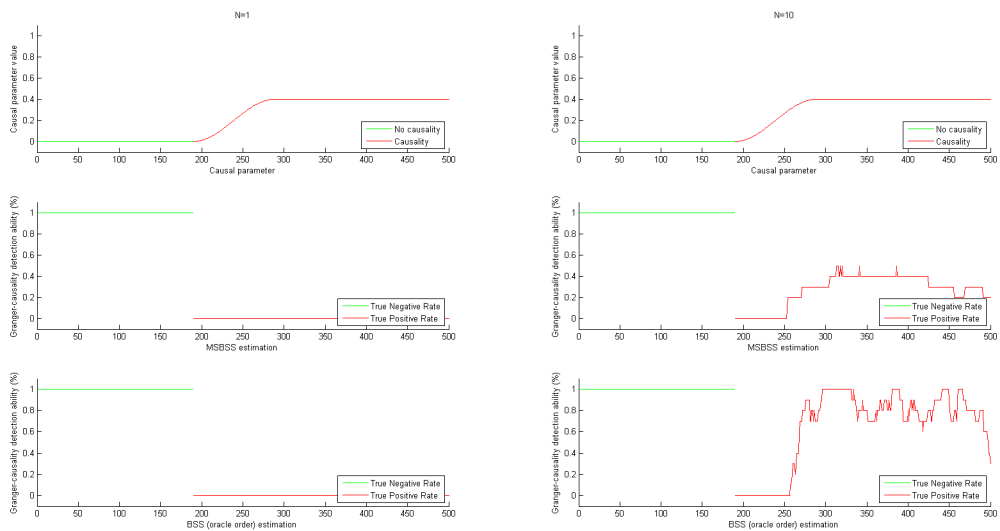 N=1
Causal parameter value
1
0.8
0.6
0.4
0.2
0
No causality
Causality
0 50 100 150 200 250 300 350 400 450 500
Causal parameter
Granger-causality detection ability (%)
1
0.8
0.6
0.4
0.2
0
True Negative Rate
True Positive Rate
0 50 100 150 200 250 300 350 400 450 500
MSBSS estimation
Granger-causality detection ability (%)
1
0.8
0.6
0.4
0.2
0
True Negative Rate
True Positive Rate
0 50 100 150 200 250 300 350 400 450 500
BSS (oracle order) estimation
N=10
Causal parameter value
1
0.8
0.6
0.4
0.2
0
No causality
Causality
0 50 100 150 200 250 300 350 400 450 500
Causal parameter
Granger-causality detection ability (%)
1
0.8
0.6
0.4
0.2
0
True Negative Rate
True Positive Rate
0 50 100 150 200 250 300 350 400 450 500
MSBSS estimation
Granger-causality detection ability (%)
1
0.8
0.6
0.4
0.2
0
True Negative Rate
True Positive Rate
0 50 100 150 200 250 300 350 400 450 500
BSS (oracle order) estimation